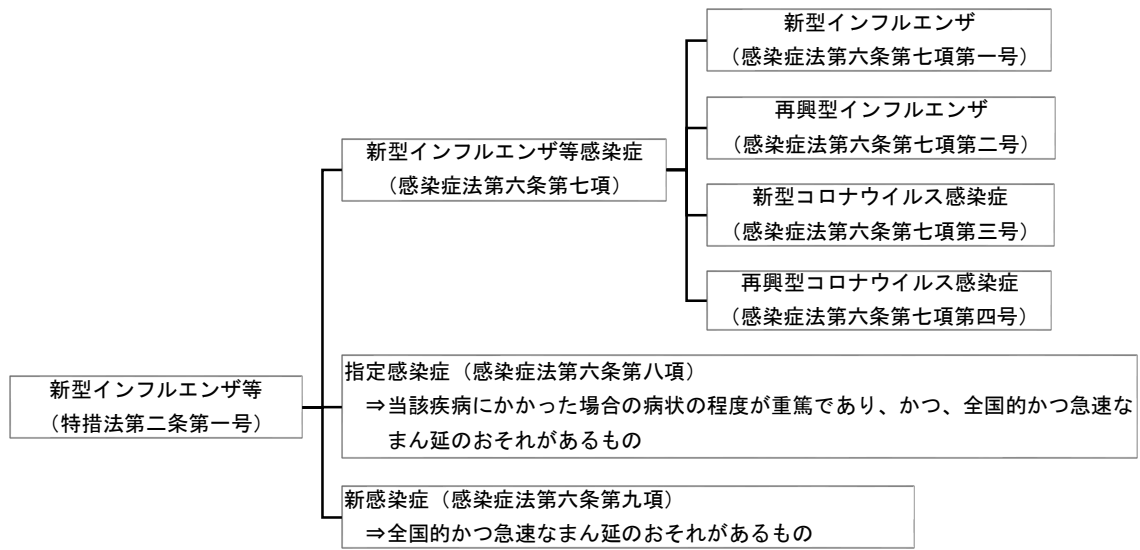 新型インフルエンザ
（感染症法第六条第七項第一号）
再興型インフルエンザ
（感染症法第六条第七項第二号）
新型インフルエンザ等感染症
（感染症法第六条第七項）
新型コロナウイルス感染症
（感染症法第六条第七項第三号）
再興型コロナウイルス感染症
（感染症法第六条第七項第四号）
新型インフルエンザ等
（特措法第二条第一号）
指定感染症（感染症法第六条第八項）
⇒当該疾病にかかった場合の病状の程度が重篤であり、かつ、全国的かつ急速な
まん延のおそれがあるもの
新感染症（感染症法第六条第九項）
⇒全国的かつ急速なまん延のおそれがあるもの